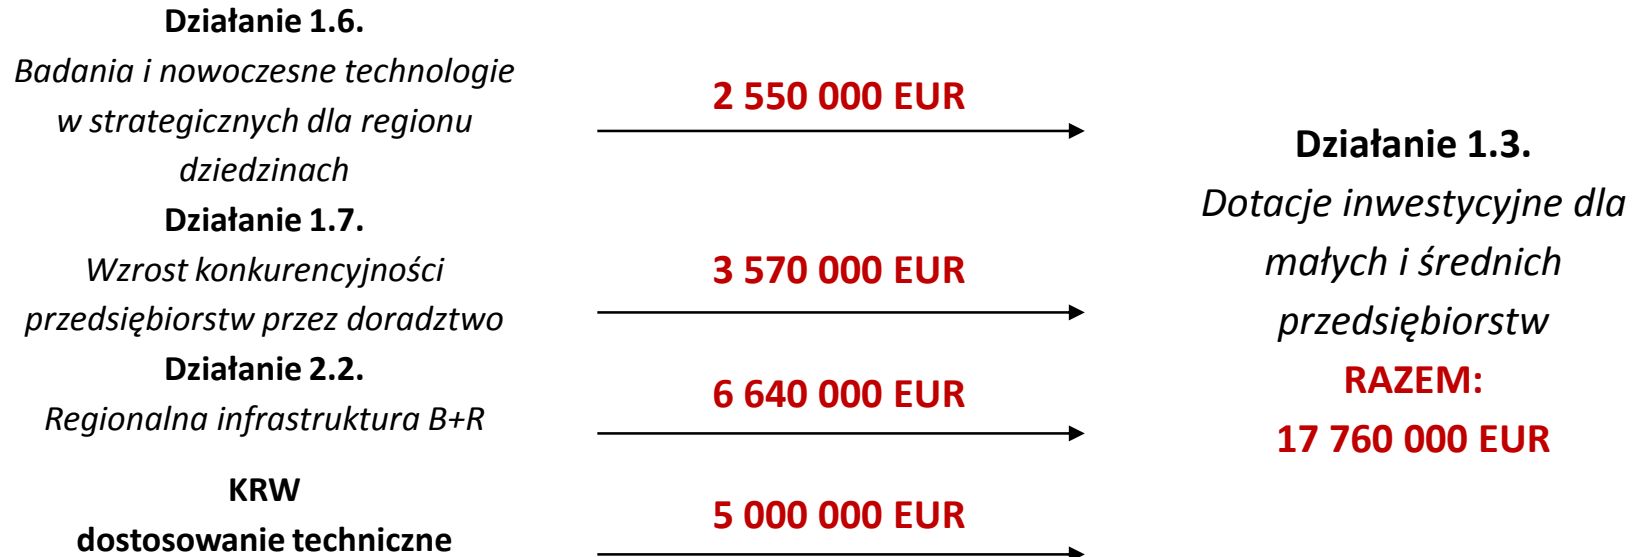 Działanie 1.6.
Badania i nowoczesne technologie
w strategicznych dla regionu
dziedzinach
2 550 000 EUR
Działanie 1.7.
Wzrost konkurencyjności
przedsiębiorstw przez doradztwo
3 570 000 EUR
Działanie 2.2.
Regionalna infrastruktura B+R
6 640 000 EUR
KRW
dostosowanie techniczne
5 000 000 EUR
Działanie 1.3.
Dotacje inwestycyjne dla
małych i średnich
przedsiębiorstw
RAZEM:
17 760 000 EUR